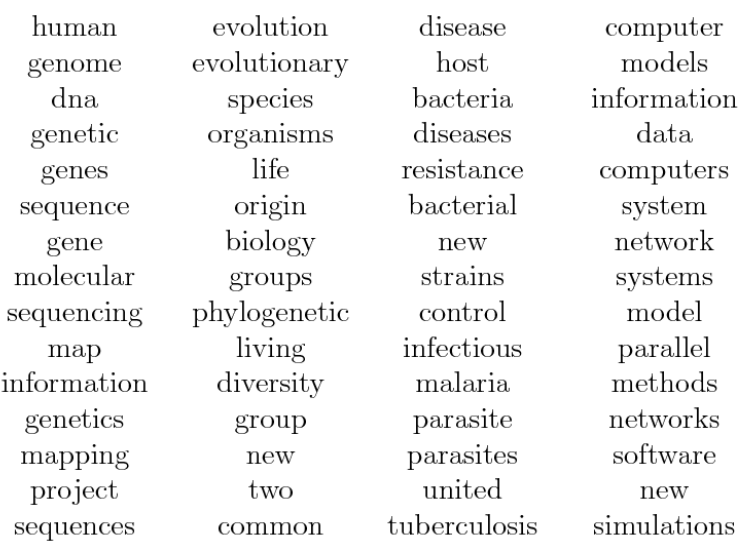 human evolution disease computer
genome evolutionary host models
dna species bacteria information
genetic organisms diseases data
genes life resistance computers
sequence origin bacterial system
gene biology new network
molecular groups strains systems
sequencing phylogenetic control model
map living infectious parallel
information diversity malaria methods
genetics group parasite networks
mapping new parasites software
project two united new
sequences common tuberculosis simulations